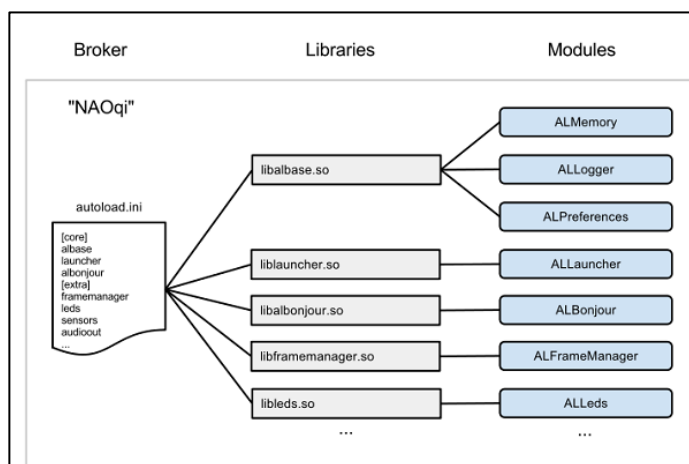 Broker
Libraries
Modules
"NAOqi"
autoload.ini
[core]
albase
launcher
albonjour
[extra]
framemanager
leds
sensors
audioout
...
libalbase.so
liblauncher.so
libalbonjour.so
libframemanager.so
libleds.so
...
ALMemory
ALLogger
ALPreferences
ALLauncher
ALBonjour
ALFrameManager
ALLeds
...